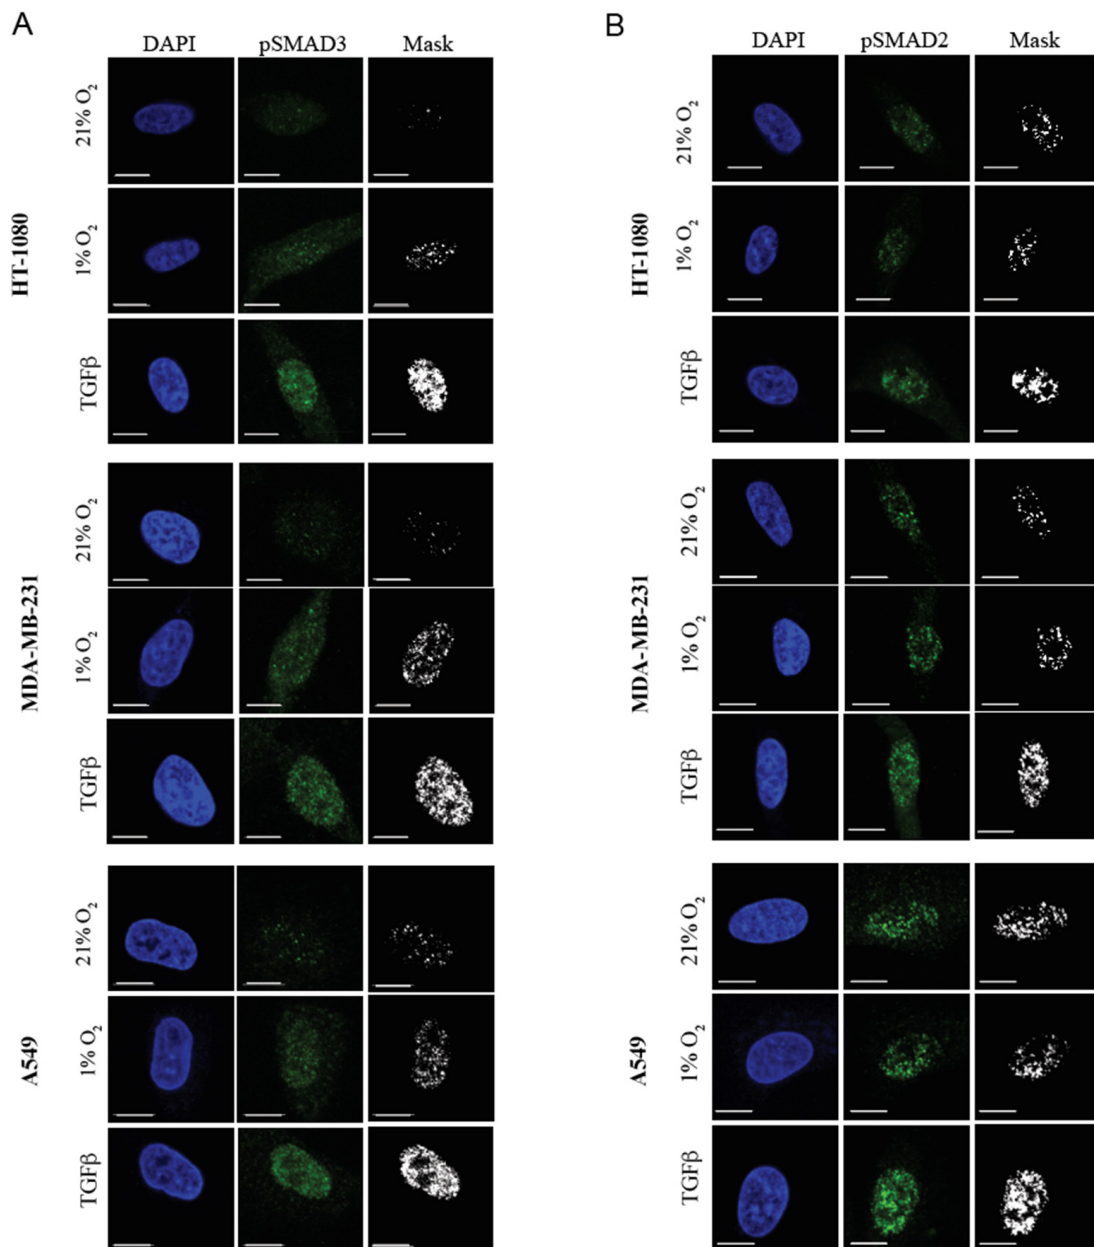 A
DAPI pSMAD3 Mask
HT-1080
21% O2
1% O2
TGFβ
MDA-MB-231
21% O2
1% O2
TGFβ
A549
21% O2
1% O2
TGFβ
B
DAPI pSMAD2 Mask
HT-1080
21% O2
1% O2
TGFβ
MDA-MB-231
21% O2
1% O2
TGFβ
A549
21% O2
1% O2
TGFβ